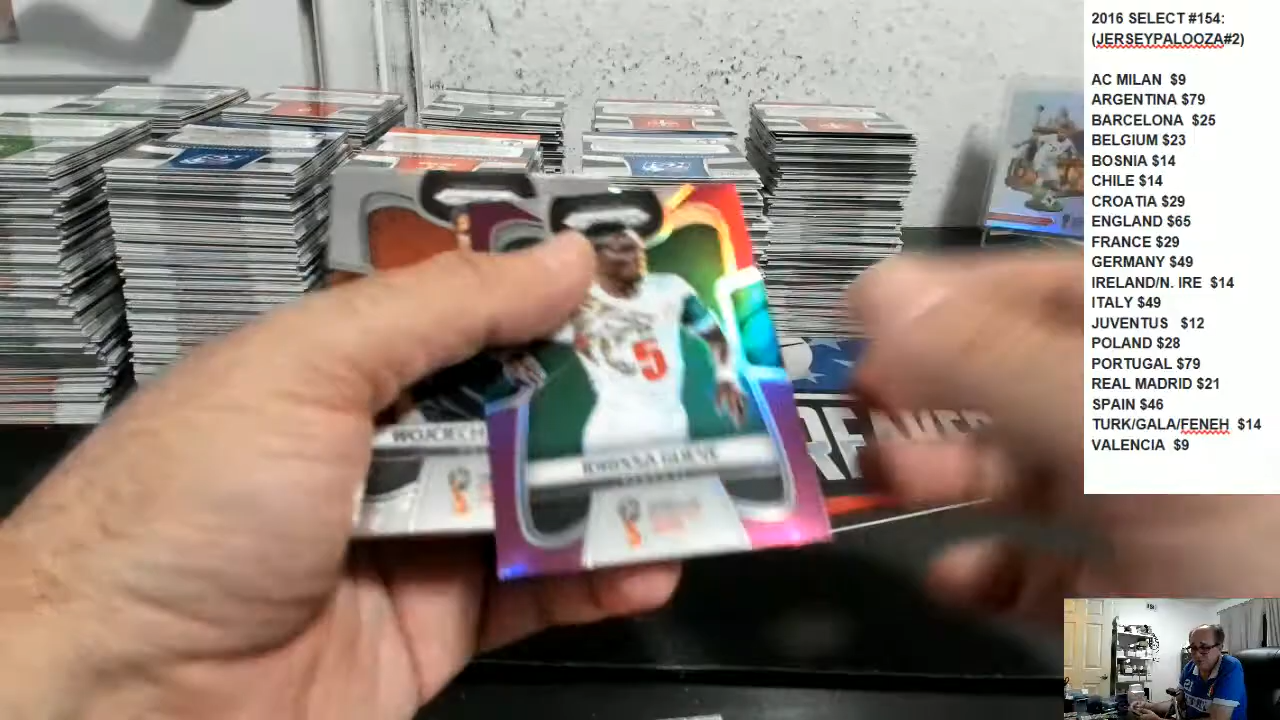 2016 SELECT #154:
(JERSEYPALOOZA#2)
AC MILAN $9
ARGENTINA $79
BARCELONA $25
BELGIUM $23
BOSNIA $14
CHILE $14
CROATIA $29
ENGLAND $65
FRANCE $29
GERMANY $49
IRELAND/N. IRE $14
ITALY $49
JUVENTUS $12
POLAND $28
PORTUGAL $79
REAL MADRID $21
SPAIN $46
TURK/GALA/FENEH $14
VALENCIA $9
5
WOJCIECH
IDRISSA GUEYE